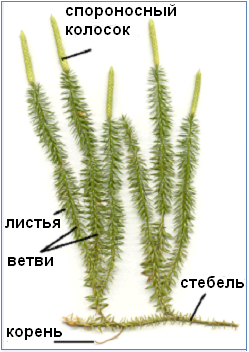 спороносный
колосок
листья
ветви
стебель
корень